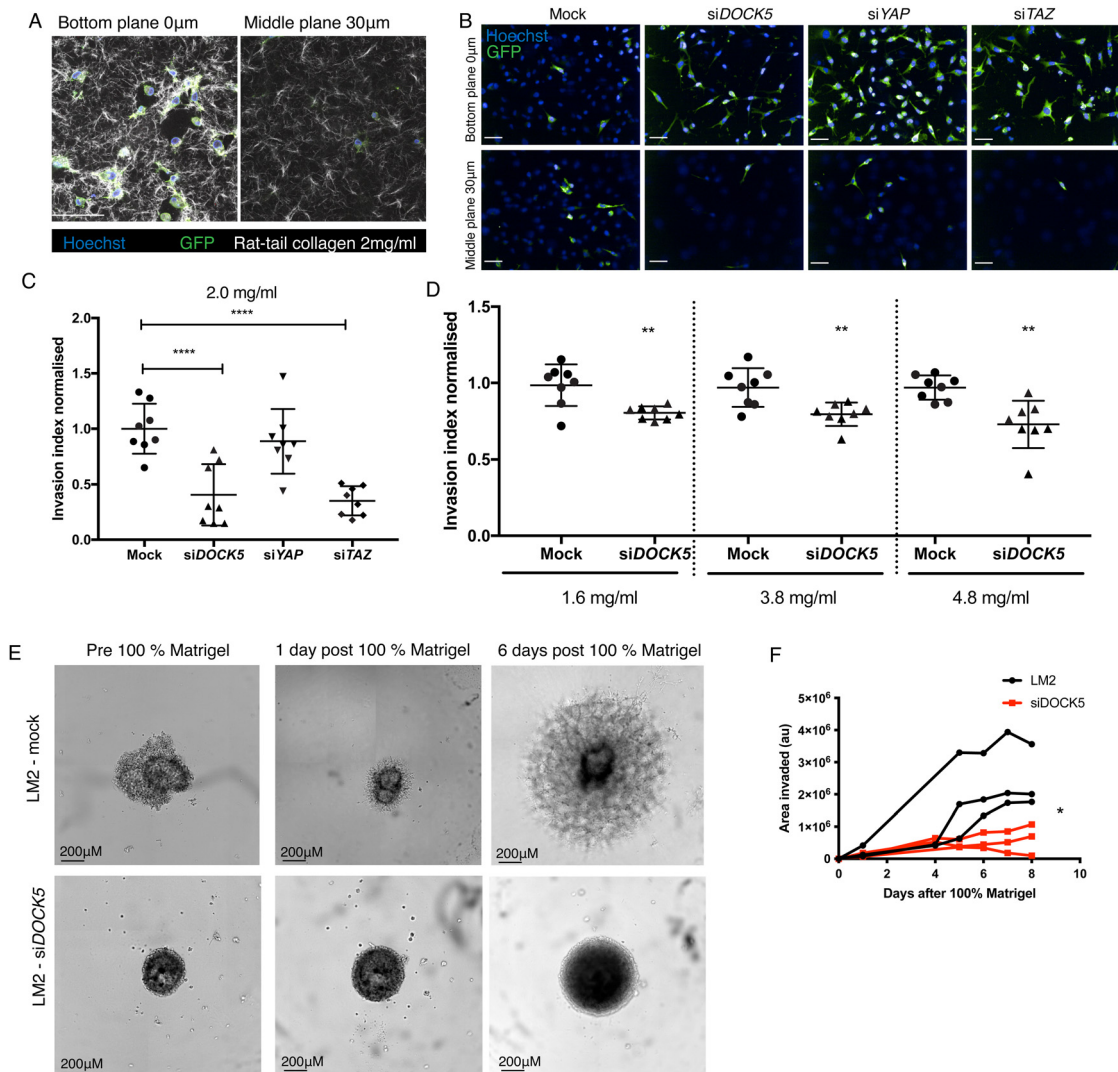 A
Bottom plane 0µm
Middle plane 30µm
Hoechst
GFP
Rat-tail collagen 2mg/ml
B
Mock
siDOCK5
siYAP
siTAZ
Hoechst
GFP
Bottom plane 0µm
Middle plane 30µm
C
2.0 mg/ml
****
****
Invasion index normalised
2.0
1.5
1.0
0.5
0.0
Mock
siDOCK5
siYAP
siTAZ
D
Invasion index normalised
1.5
1.0
0.5
0.0
**
**
**
Mock
siDOCK5
Mock
siDOCK5
Mock
siDOCK5
1.6 mg/ml
3.8 mg/ml
4.8 mg/ml
E
Pre 100 % Matrigel
1 day post 100 % Matrigel
6 days post 100 % Matrigel
LM2 - mock
200µM
200µM
200µM
LM2 - siDOCK5
200µM
200µM
200µM
F
LM2
siDOCK5
Area invaded (au)
5×10⁶
4×10⁶
3×10⁶
2×10⁶
1×10⁶
0
*
0
2
4
6
8
10
Days after 100% Matrigel